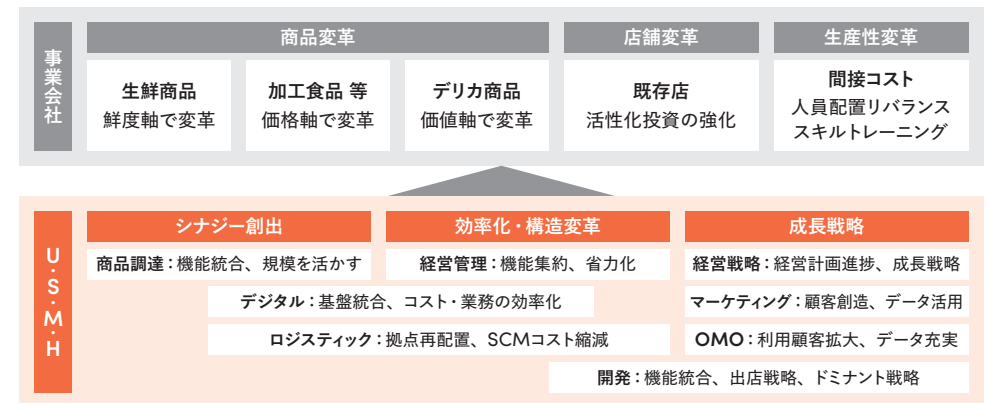 事業会社
商品変革
店舗変革
生産性変革
生鮮商品
鮮度軸で変革
加工食品 等
価格軸で変革
デリカ商品
価値軸で変革
既存店
活性化投資の強化
間接コスト
人員配置リバランス
スキルトレーニング
U・S・M・H
シナジー創出
効率化・構造変革
成長戦略
商品調達：機能統合、規模を活かす
経営管理：機能集約、省力化
経営戦略：経営計画進捗、成長戦略
デジタル：基盤統合、コスト・業務の効率化
マーケティング：顧客創造、データ活用
ロジスティック：拠点再配置、SCMコスト縮減
OMO：利用顧客拡大、データ充実
開発：機能統合、出店戦略、ドミナント戦略